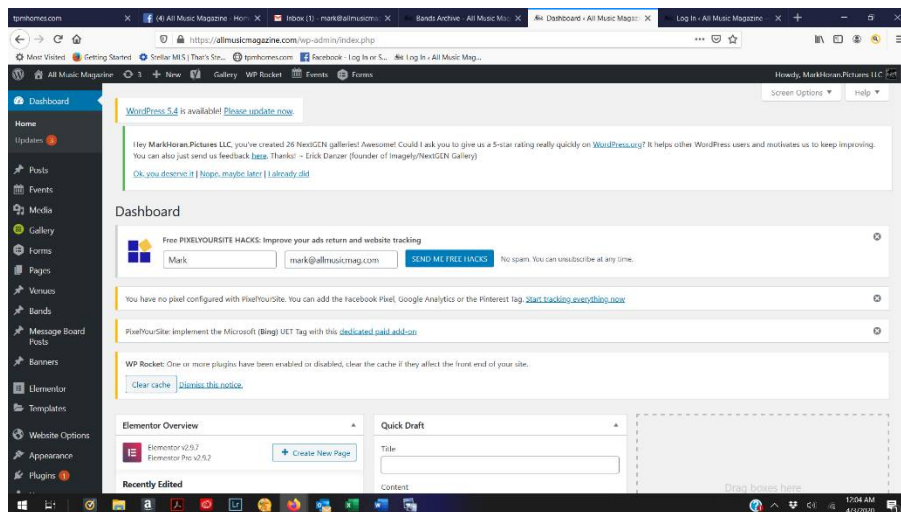 tpmhomes.com
(4) All Music Magazine - Hom
Inbox (1) - mark@allmusicma
Bands Archive - All Music Mag
Dashboard ‹ All Music Magazi
Log In ‹ All Music Magazine
https://allmusicmagazine.com/wp-admin/index.php
Most Visited Getting Started Stellar MLS | That's Ste... tpmhomes.com Facebook - Log In or S... Log In ‹ All Music Mag...
All Music Magazine 3 New Gallery WP Rocket Events Forms
Howdy, MarkHoran.Pictures LLC
Screen Options Help
Dashboard
Home
Updates
Posts
Events
Media
Gallery
Forms
Pages
Venues
Bands
Message Board
Posts
Banners
Elementor
Templates
Website Options
Appearance
Plugins 1
WordPress 5.4 is available! Please update now.
Hey MarkHoran.Pictures LLC, you've created 26 NextGEN galleries! Awesome! Could I ask you to give us a 5-star rating really quickly on WordPress.org? It helps other WordPress users and motivates us to keep improving.
You can also just send us feedback here. Thanks! ~ Erick Danzer (founder of Imagely/NextGEN Gallery)
Ok, you deserve it | Nope, maybe later | I already did
Dashboard
Free PIXELYOURSITE HACKS: Improve your ads return and website tracking
Mark
mark@allmusicmag.com
SEND ME FREE HACKS
No spam. You can unsubscribe at any time.
You have no pixel configured with PixelYourSite. You can add the Facebook Pixel, Google Analytics or the Pinterest Tag. Start tracking everything now
PixelYourSite: implement the Microsoft (Bing) UET Tag with this dedicated paid add-on
WP Rocket: One or more plugins have been enabled or disabled, clear the cache if they affect the front end of your site.
Clear cache Dismiss this notice.
Elementor Overview
Elementor v2.9.7
Elementor Pro v2.9.2
Create New Page
Recently Edited
Quick Draft
Title
Content
Drag boxes here
12:04 AM
4/3/2020